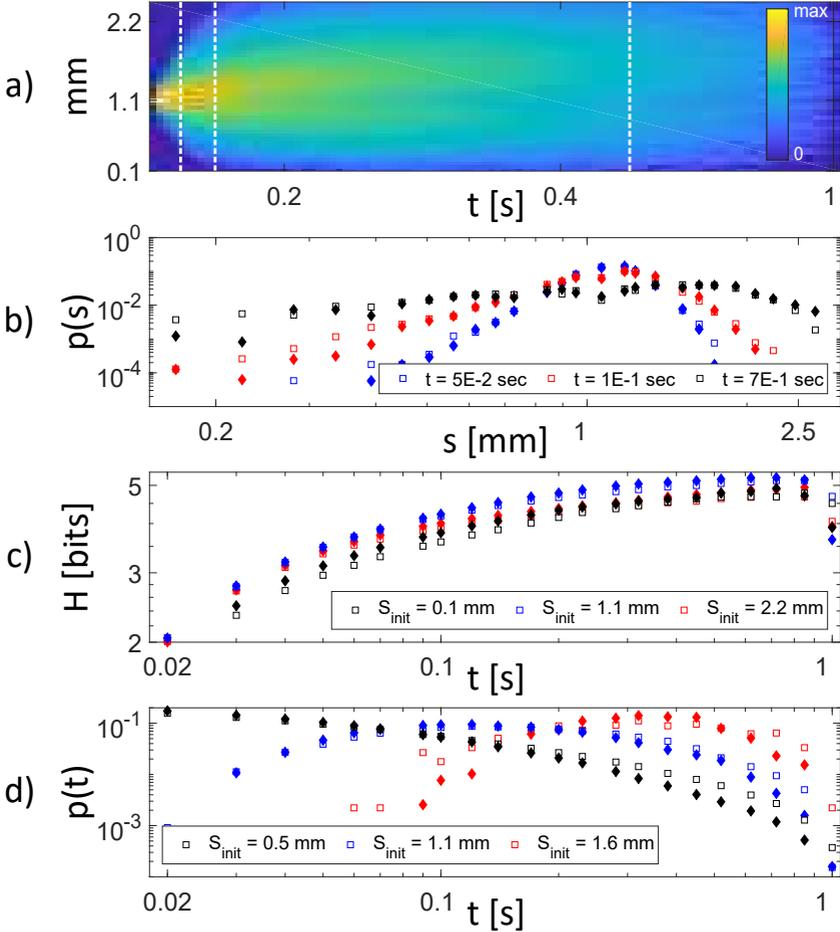 a)
mm
2.2
1.1
0.1
max
0
0.2
0.4
1
t [s]
b)
p(s)
10^0
10^-2
10^-4
t = 5E-2 sec t = 1E-1 sec t = 7E-1 sec
0.2
1
2.5
s [mm]
c)
H [bits]
5
3
2
S_init = 0.1 mm S_init = 1.1 mm S_init = 2.2 mm
0.02
0.1
1
t [s]
d)
p(t)
10^-1
10^-3
S_init = 0.5 mm S_init = 1.1 mm S_init = 1.6 mm
0.02
0.1
1
t [s]